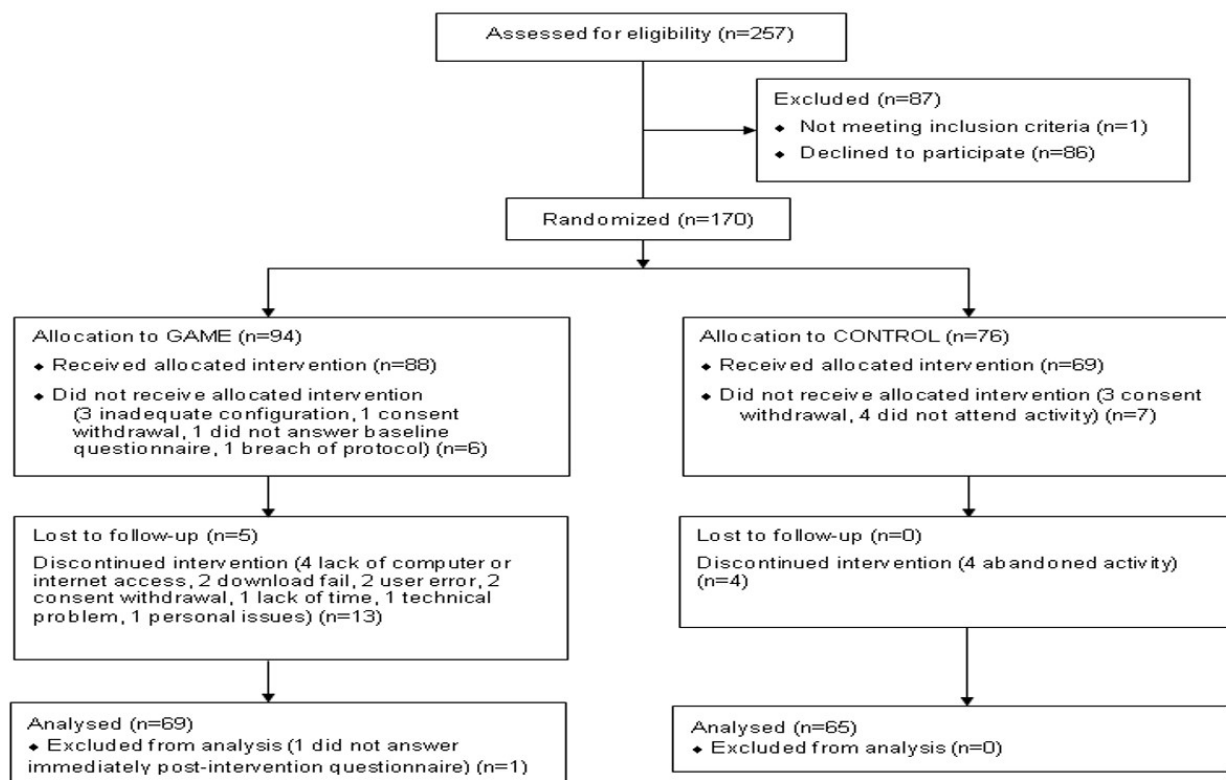 Assessed for eligibility (n=257)
Excluded (n=87)
◆ Not meeting inclusion criteria (n=1)
◆ Declined to participate (n=86)
Randomized (n=170)
Allocation to GAME (n=94)
◆ Received allocated intervention (n=88)
◆ Did not receive allocated intervention
(3 inadequate configuration, 1 consent
withdrawal, 1 did not answer baseline
questionnaire, 1 breach of protocol) (n=6)
Allocation to CONTROL (n=76)
◆ Received allocated intervention (n=69)
◆ Did not receive allocated intervention (3 consent
withdrawal, 4 did not attend activity) (n=7)
Lost to follow-up (n=5)
Discontinued intervention (4 lack of computer or
internet access, 2 download fail, 2 user error, 2
consent withdrawal, 1 lack of time, 1 technical
problem, 1 personal issues) (n=13)
Lost to follow-up (n=0)
Discontinued intervention (4 abandoned activity)
(n=4)
Analysed (n=69)
◆ Excluded from analysis (1 did not answer
immediately post-intervention questionnaire) (n=1)
Analysed (n=65)
◆ Excluded from analysis (n=0)